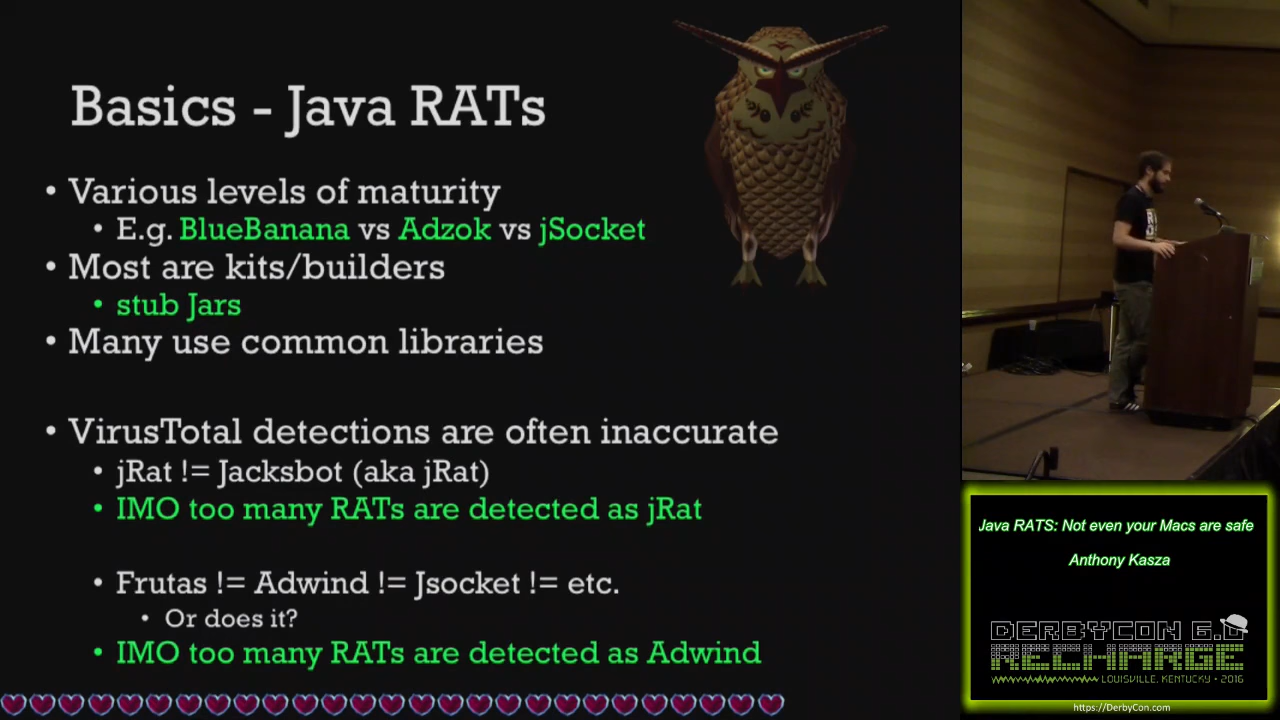 Basics - Java RATs
• Various levels of maturity
• E.g. BlueBanana vs Adzok vs jSocket
• Most are kits/builders
• stub Jars
• Many use common libraries
• VirusTotal detections are often inaccurate
• jRat != Jacksbot (aka jRat)
• IMO too many RATs are detected as jRat
• Frutas != Adwind != Jsocket != etc.
• Or does it?
• IMO too many RATs are detected as Adwind
Java RATS: Not even your Macs are safe
Anthony Kasza
DERBYCON 6.0
RECHARGE
LOUISVILLE, KENTUCKY • 2016
https://DerbyCon.com